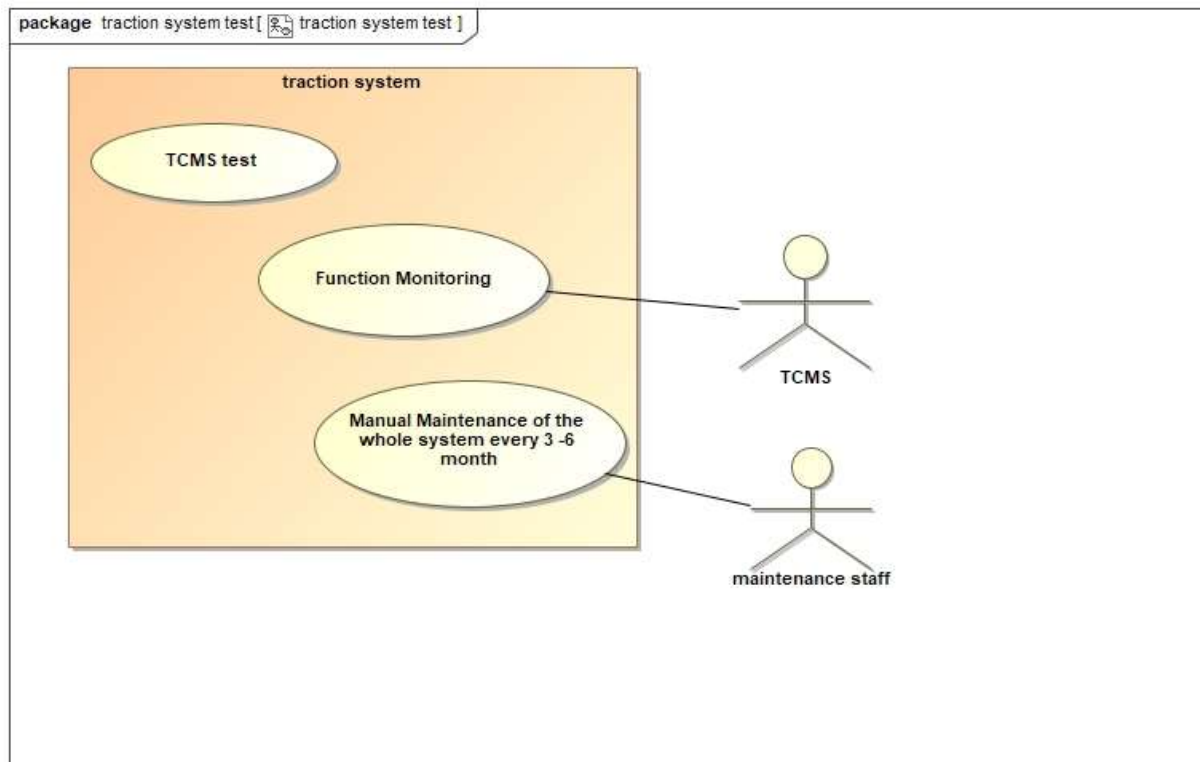 package traction system test [ traction system test ]
traction system
TCMS test
Function Monitoring
TCMS
Manual Maintenance of the
whole system every 3 -6
month
maintenance staff